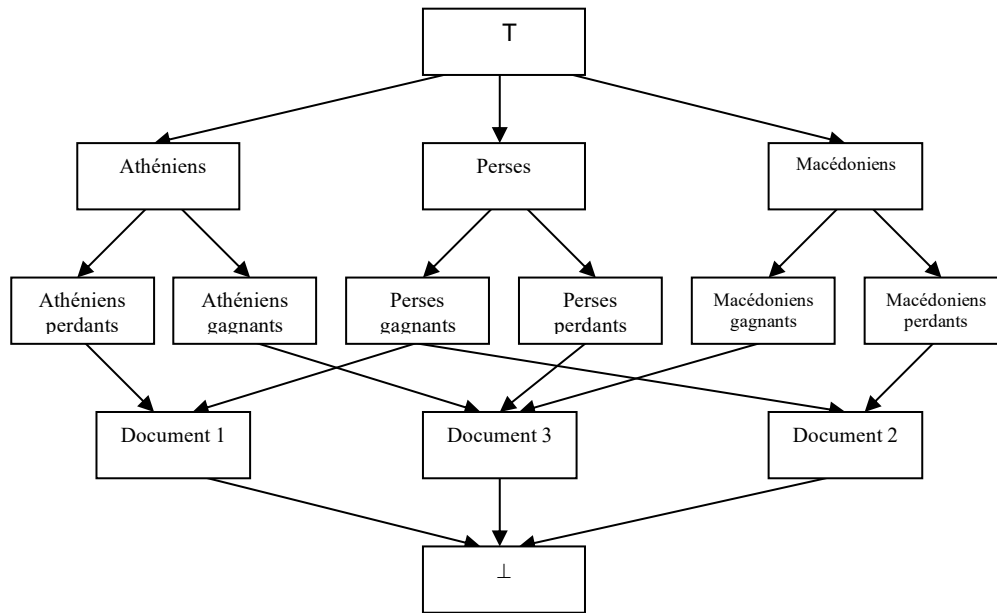 T
Athéniens
Perses
Macédoniens
Athéniens
perdants
Athéniens
gagnants
Perses
gagnants
Perses
perdants
Macédoniens
gagnants
Macédoniens
perdants
Document 1
Document 3
Document 2
⊥